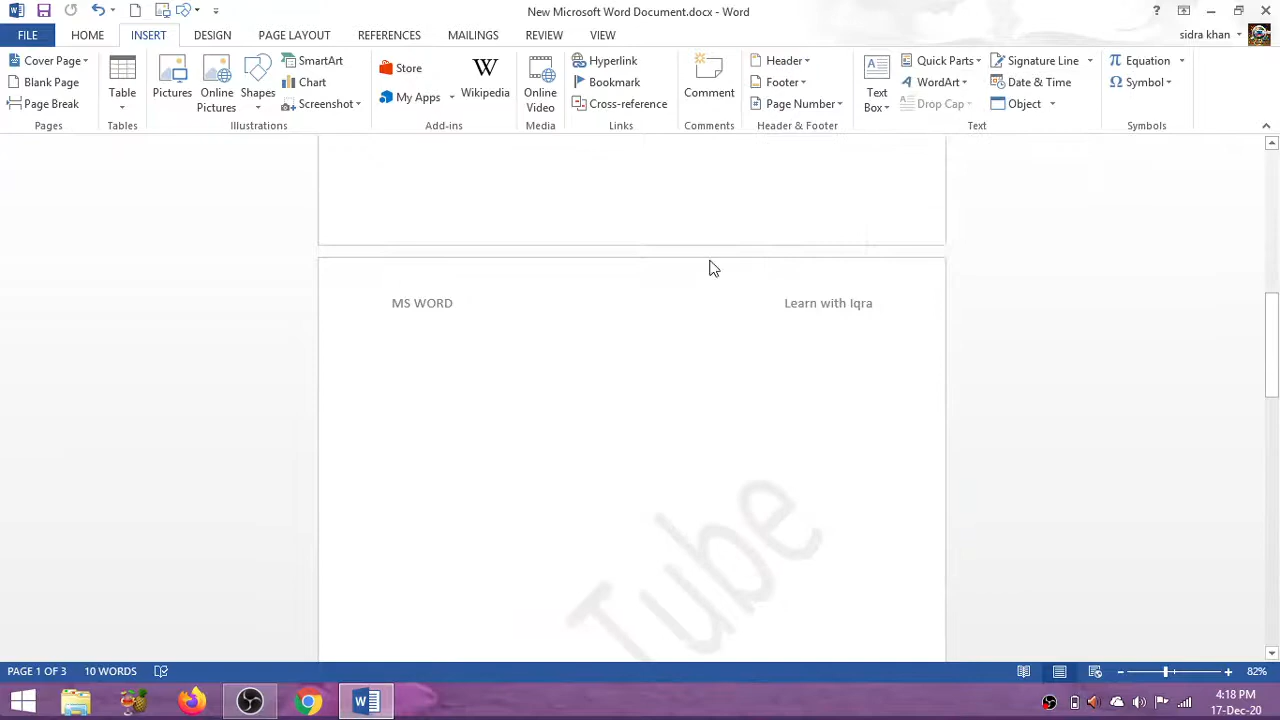 New Microsoft Word Document.docx - Word
sidra khan
FILE HOME INSERT DESIGN PAGE LAYOUT REFERENCES MAILINGS REVIEW VIEW
Cover Page
Blank Page
Page Break
Pages
Table
Tables
Pictures
Online Pictures
Shapes
SmartArt
Chart
Screenshot
Illustrations
Store
My Apps
Wikipedia
Add-ins
Online Video
Media
Hyperlink
Bookmark
Cross-reference
Links
Comment
Comments
Header
Footer
Page Number
Header & Footer
Text Box
Quick Parts
WordArt
Drop Cap
Signature Line
Date & Time
Object
Text
Equation
Symbol
Symbols
MS WORD Learn with Iqra
Tube
PAGE 1 OF 3 10 WORDS 82%
4:18 PM
17-Dec-20